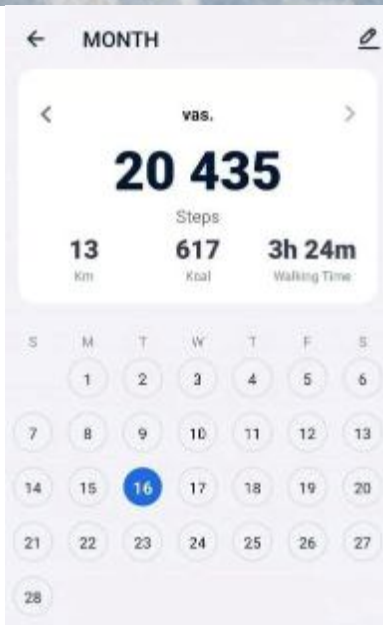 MONTH
vas.
20 435
Steps
13 617 3h 24m
Km Kcal Walking Time
S M T W T F S
1 2 3 4 5 6
7 8 9 10 11 12 13
14 15 16 17 18 19 20
21 22 23 24 25 26 27
28